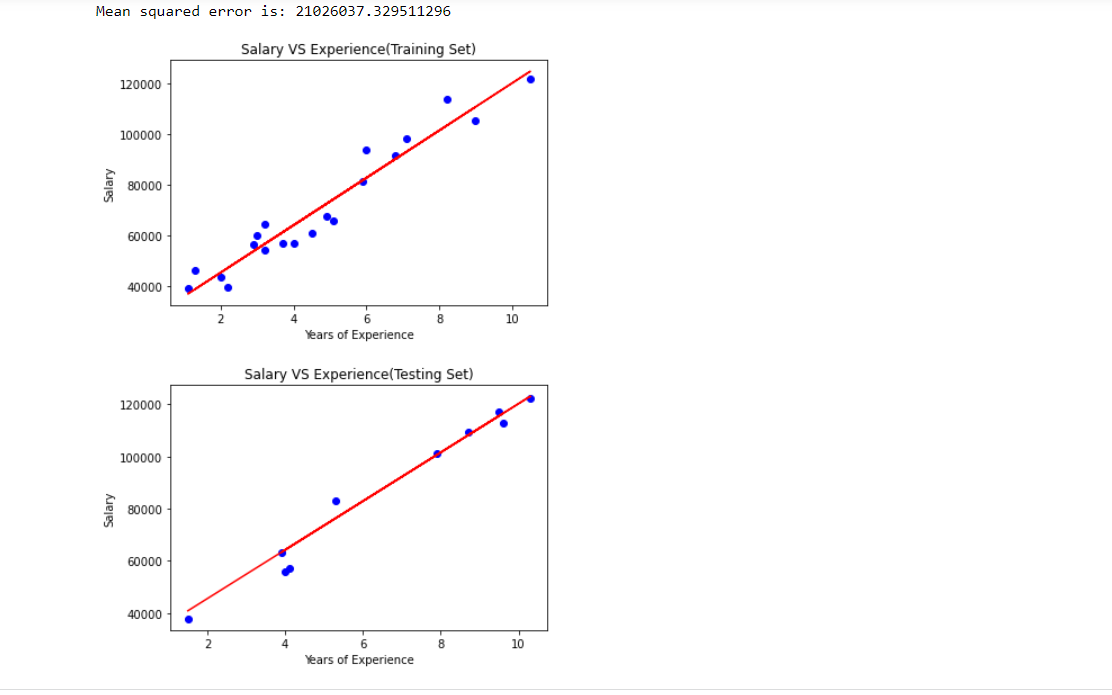 Mean squared error is: 21026037.329511296
Salary VS Experience(Training Set)
120000
100000
80000
60000
40000
Salary
2 4 6 8 10
Years of Experience
Salary VS Experience(Testing Set)
120000
100000
80000
60000
40000
Salary
2 4 6 8 10
Years of Experience